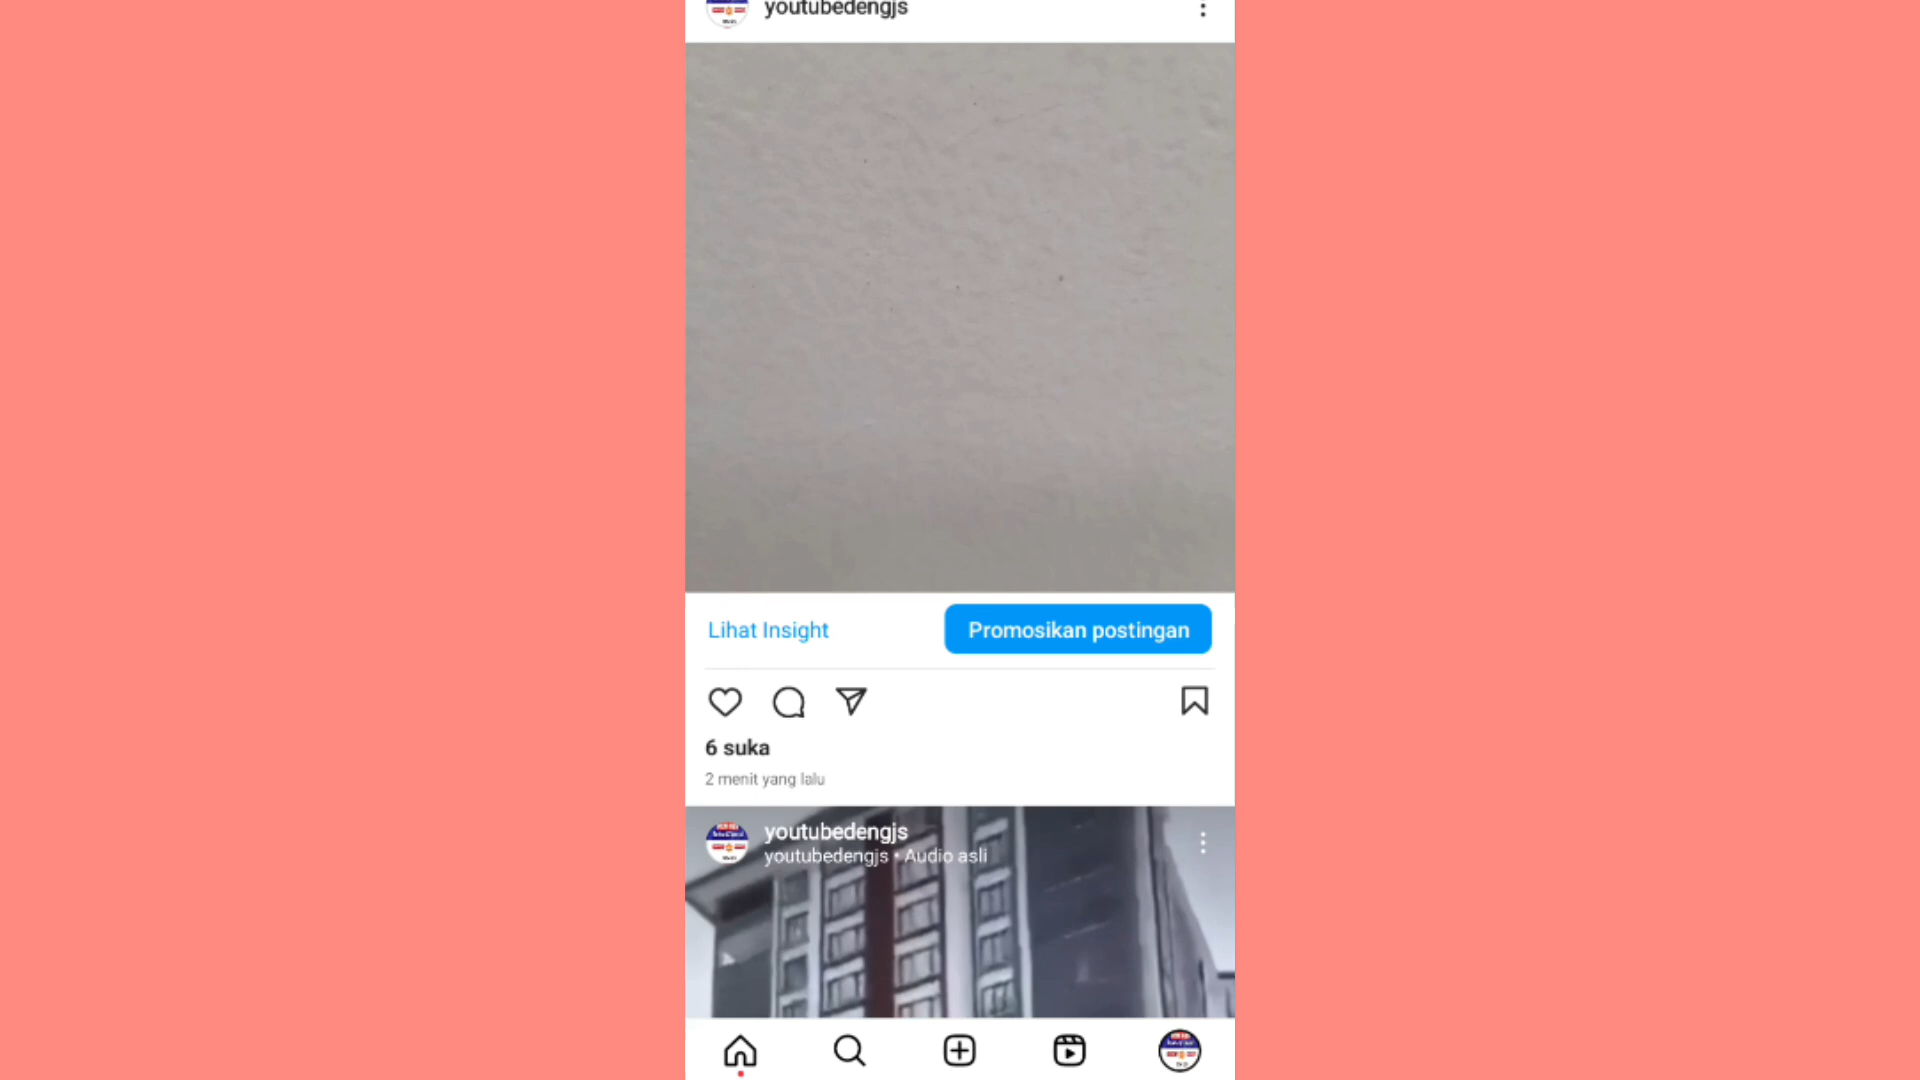 youtubedengjs
Lihat Insight
Promosikan postingan
6 suka
2 menit yang lalu
youtubedengjs
youtubedengjs • Audio asli